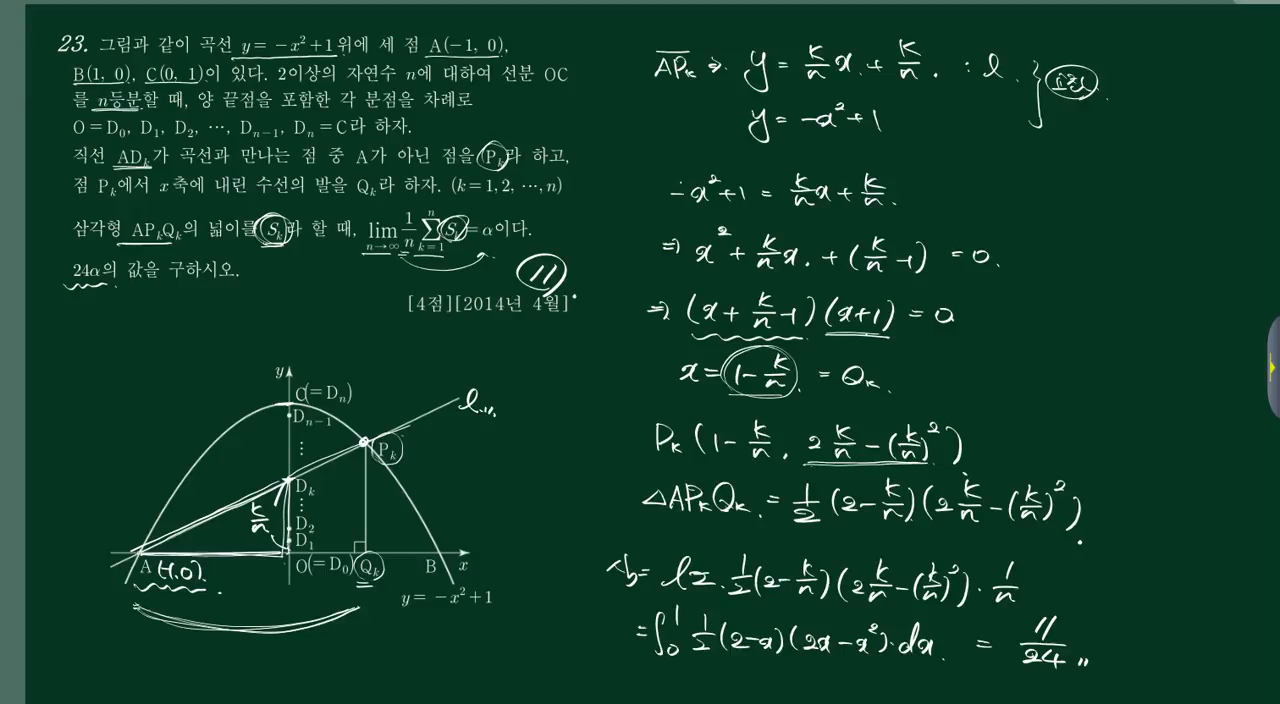 23. 그림과 같이 곡선 y = -x²+1 위에 세 점 A(-1, 0),
B(1, 0), C(0, 1)이 있다. 2이상의 자연수 n에 대하여 선분 OC
를 n등분할 때, 양 끝점을 포함한 각 분점을 차례로
O=D₀, D₁, D₂, ⋯, Dₙ₋₁, Dₙ=C라 하자.
직선 ADₖ가 곡선과 만나는 점 중 A가 아닌 점을 Pₖ라 하고,
점 Pₖ에서 x축에 내린 수선의 발을 Qₖ라 하자. (k=1, 2, ⋯, n)
삼각형 APₖQₖ의 넓이를 Sₖ라 할 때, lim_{n→∞} 1/n ∑_{k=1}^{n} Sₖ=α이다.
24α의 값을 구하시오.
11
[4점][2014년 4월]
y
C(=Dₙ)
Dₙ₋₁
⋮
Pₖ
l
Dₖ
⋮
k/n
D₂
D₁
A (-1,0)
O(=D₀)
Qₖ
B
x
y = -x²+1
APₖ ⇒ y = k/n x + k/n : l
y = -x²+1
-x²+1 = k/n x + k/n
⇒ x² + k/n x + (k/n -1) = 0.
⇒ (x + k/n -1)(x+1) = 0
x = 1 - k/n = Qₖ
Pₖ(1 - k/n, 2 k/n - (k/n)²)
△APₖQₖ = 1/2 (2 - k/n)(2 k/n - (k/n)²).
1/2 (2 - k/n)(2 k/n - (k/n)²) · 1/n
= ∫₀¹ 1/2 (2-x)(2x-x²) · dx = 11/24